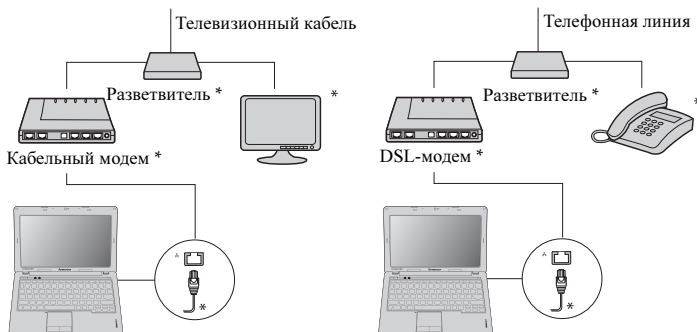 Телевизионный кабель
Разветвитель *
*
Кабельный модем *
*
Телефонная линия
Разветвитель *
*
DSL-модем *
*